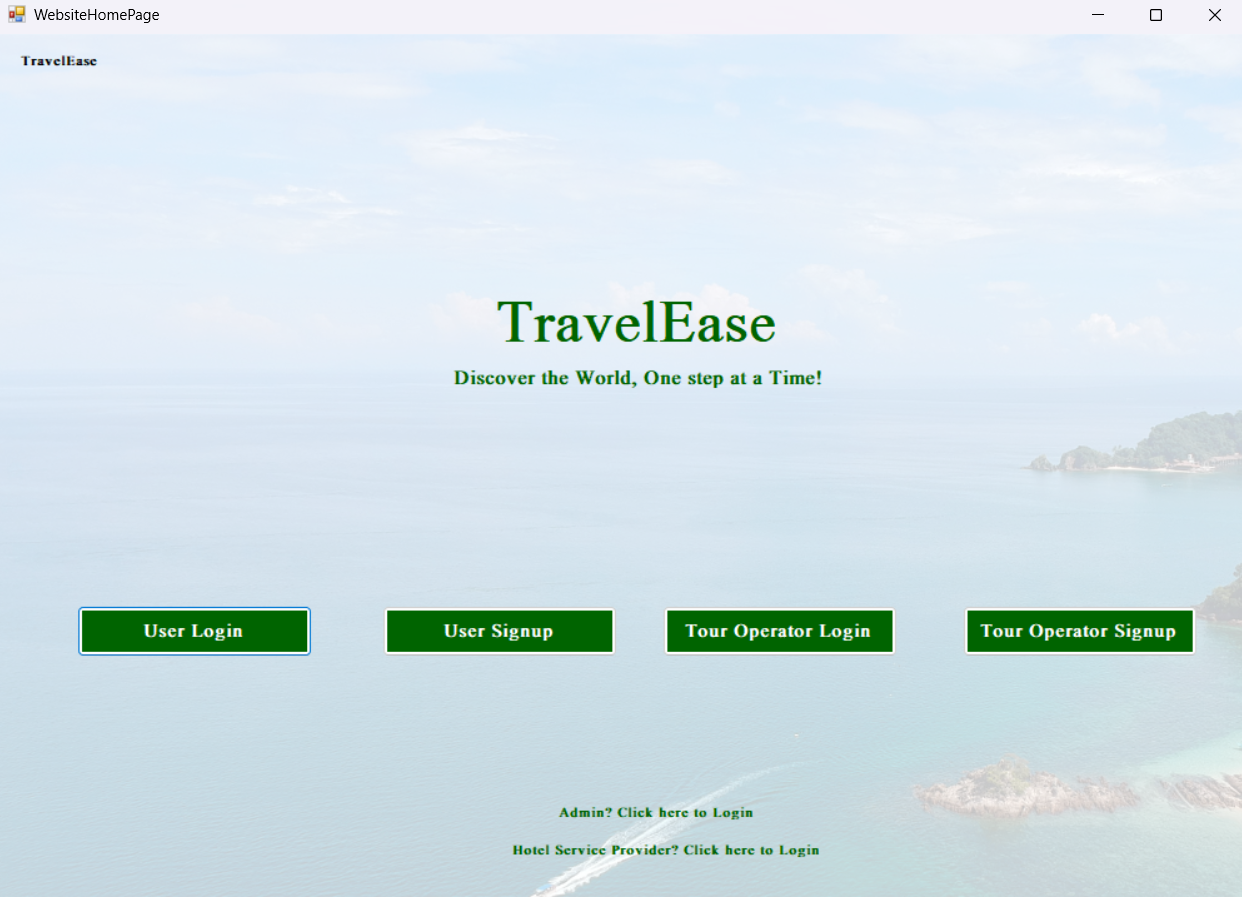 WebsiteHomePage
TravelEase
TravelEase
Discover the World, One step at a Time!
User Login
User Signup
Tour Operator Login
Tour Operator Signup
Admin? Click here to Login
Hotel Service Provider? Click here to Login